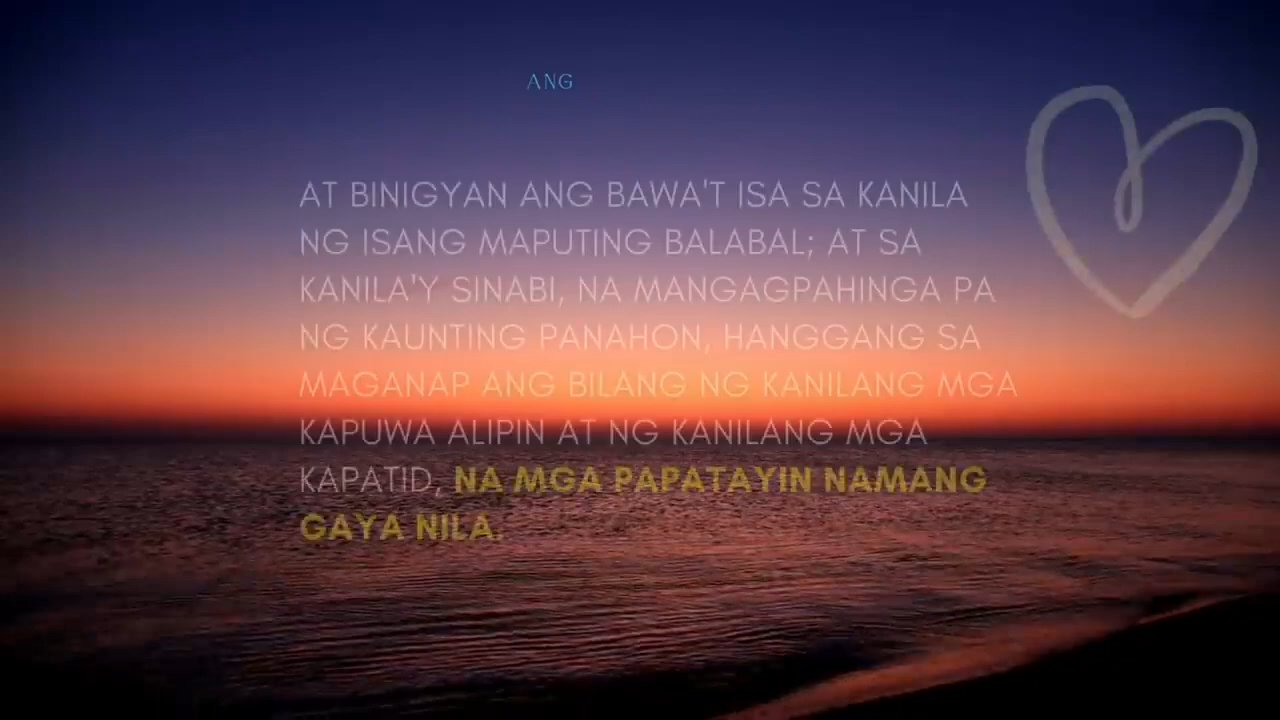 ANG
AT BINIGYAN ANG BAWA'T ISA SA KANILA
NG ISANG MAPUTING BALABAL; AT SA
KANILA'Y SINABI, NA MANGAGPAHINGA PA
NG KAUNTING PANAHON, HANGGANG SA
MAGANAP ANG BILANG NG KANILANG MGA
KAPUWA ALIPIN AT NG KANILANG MGA
KAPATID, NA MGA PAPATAYIN NAMANG
GAYA NILA.